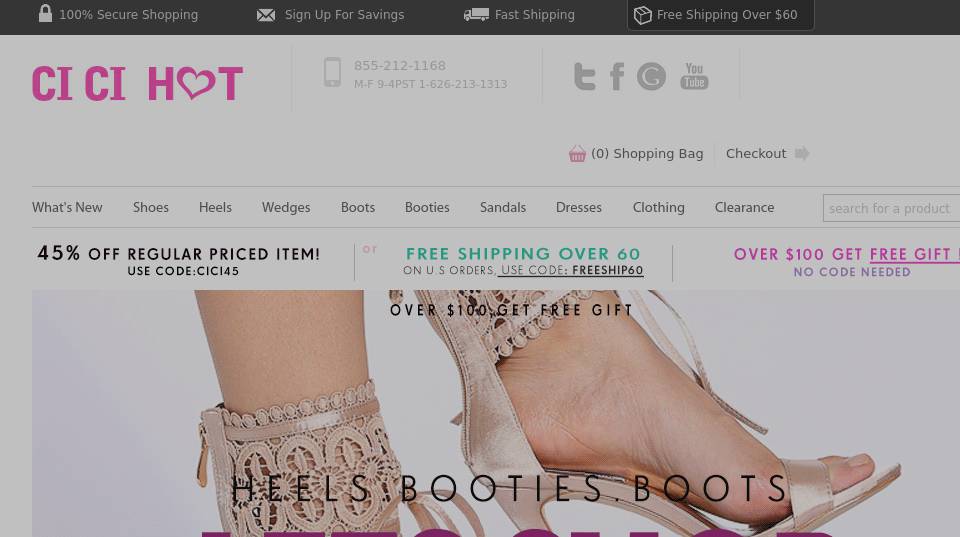 100% Secure Shopping
Sign Up For Savings
Fast Shipping
Free Shipping Over $60
CI CI HOT
855-212-1168
M-F 9-4PST 1-626-213-1313
You
Tube
(0) Shopping Bag
Checkout
What's New
Shoes
Heels
Wedges
Boots
Booties
Sandals
Dresses
Clothing
Clearance
search for a product
45% OFF REGULAR PRICED ITEM!
USE CODE:CICI45
or
FREE SHIPPING OVER 60
ON U.S ORDERS, USE CODE: FREESHIP60
OVER $100 GET FREE GIFT !
NO CODE NEEDED
OVER $100,GET FREE GIFT
HEELS.BOOTIES.BOOTS